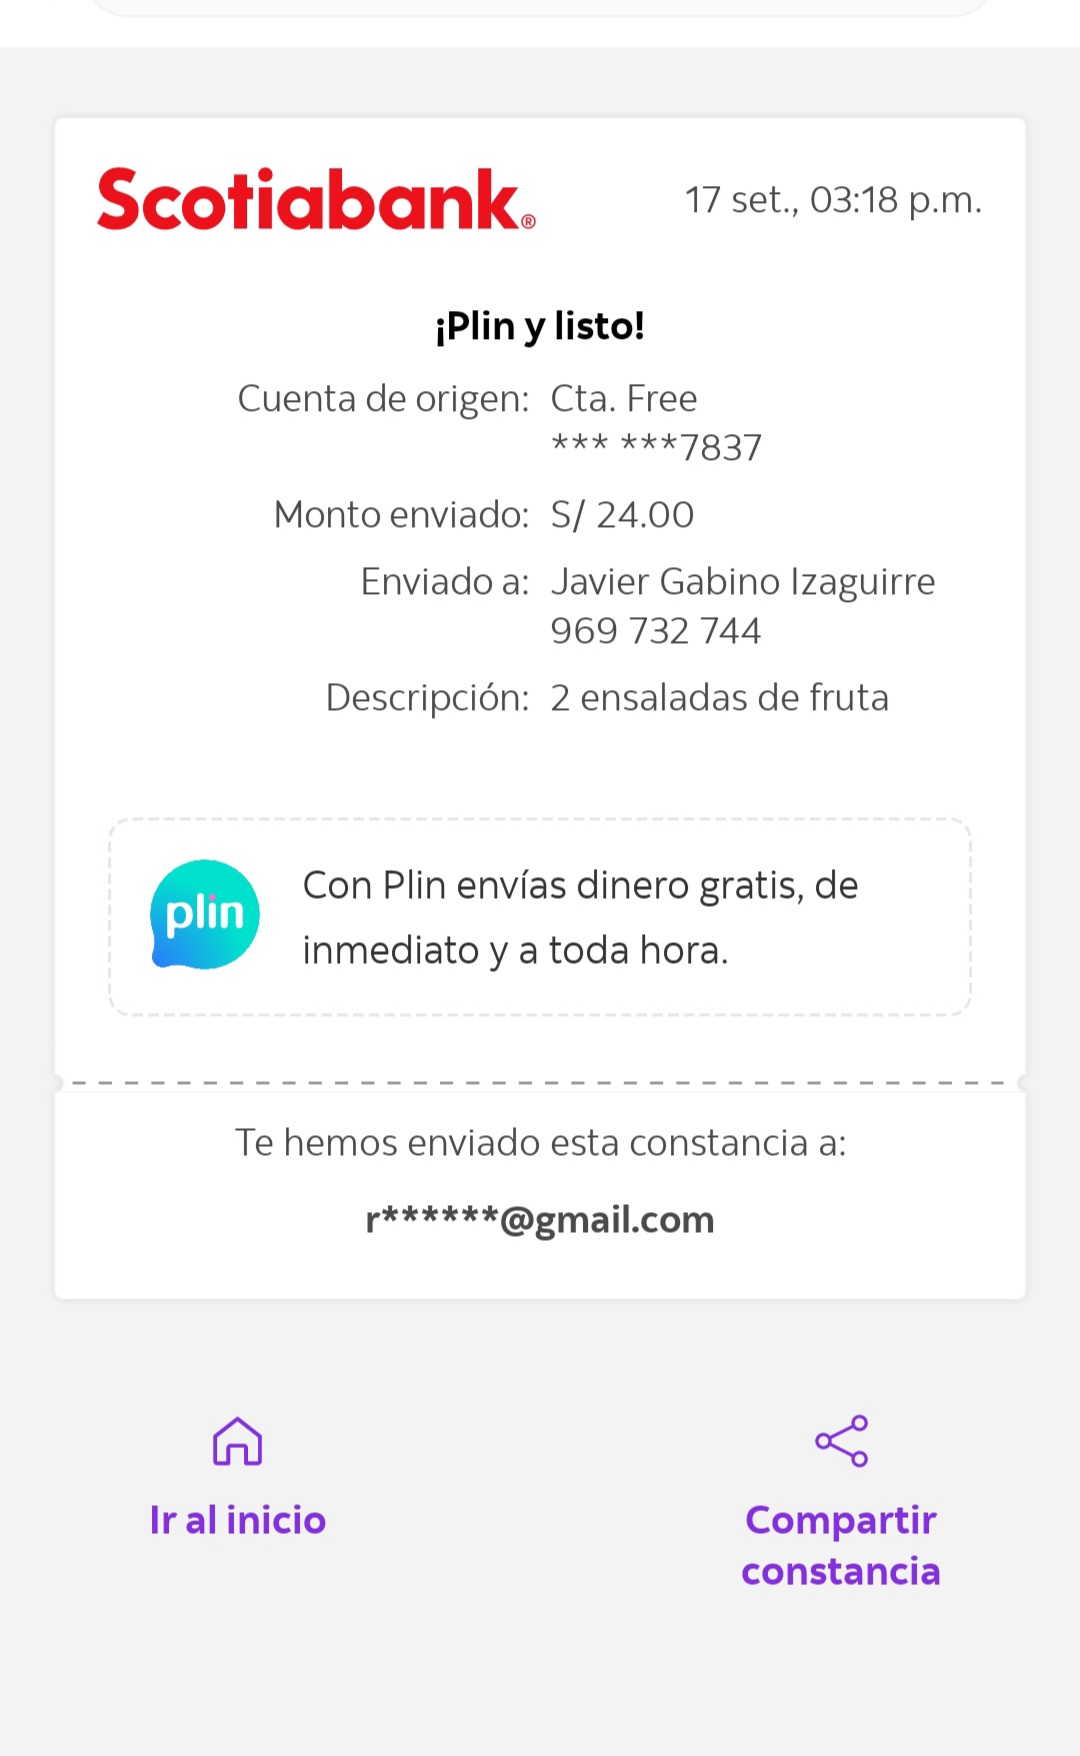 Scotiabank®
17 set., 03:18 p.m.
¡Plin y listo!
Cuenta de origen: Cta. Free
*** ***7837
Monto enviado: S/ 24.00
Enviado a: Javier Gabino Izaguirre
969 732 744
Descripción: 2 ensaladas de fruta
plin
Con Plin envías dinero gratis, de
inmediato y a toda hora.
Te hemos enviado esta constancia a:
r******@gmail.com
Ir al inicio
Compartir
constancia